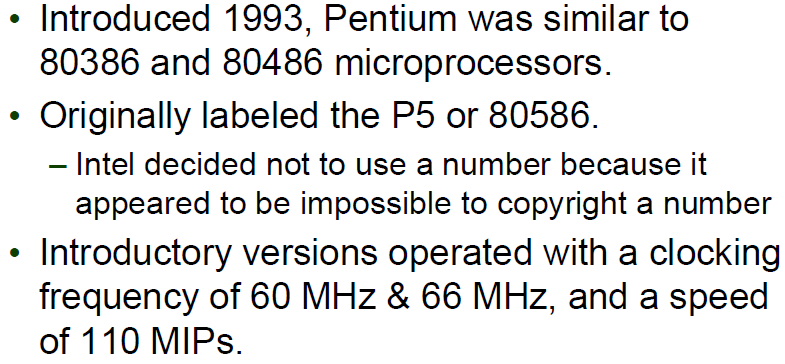 • Introduced 1993, Pentium was similar to
80386 and 80486 microprocessors.
• Originally labeled the P5 or 80586.
– Intel decided not to use a number because it
appeared to be impossible to copyright a number
• Introductory versions operated with a clocking
frequency of 60 MHz & 66 MHz, and a speed
of 110 MIPs.